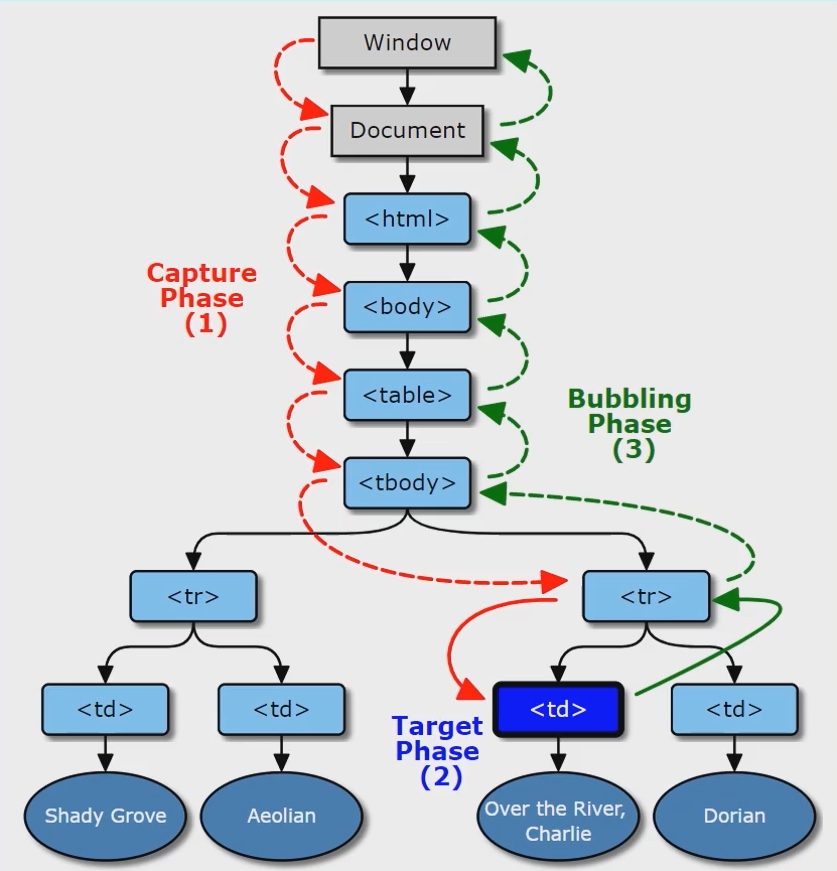 Window
Document
<html>
Capture
Phase
(1)
<body>
<table>
Bubbling
Phase
(3)
<tbody>
<tr>
<tr>
<td>
<td>
<td>
<td>
Target
Phase
(2)
Shady Grove
Aeolian
Over the River,
Charlie
Dorian